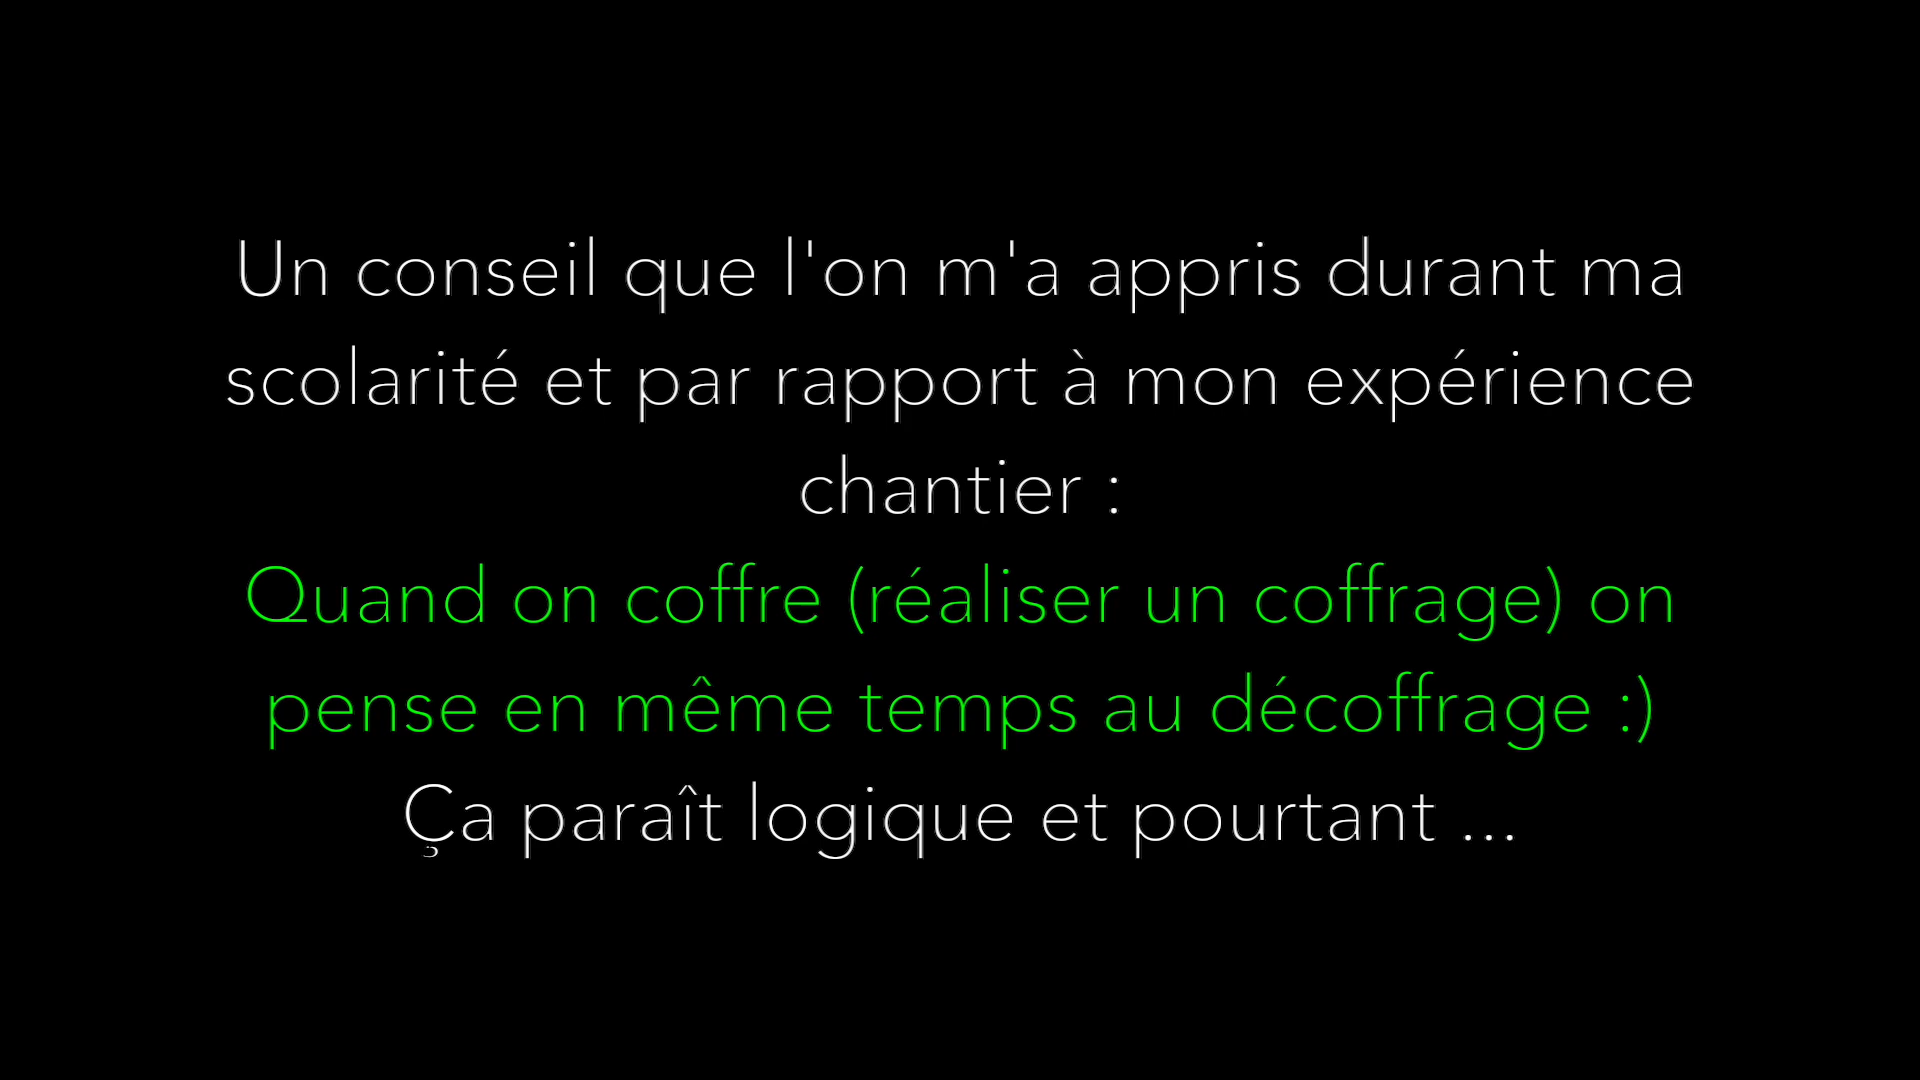 Un conseil que l'on m'a appris durant ma
scolarité et par rapport à mon expérience
chantier :
Quand on coffre (réaliser un coffrage) on
pense en même temps au décoffrage :)
Ça paraît logique et pourtant ...